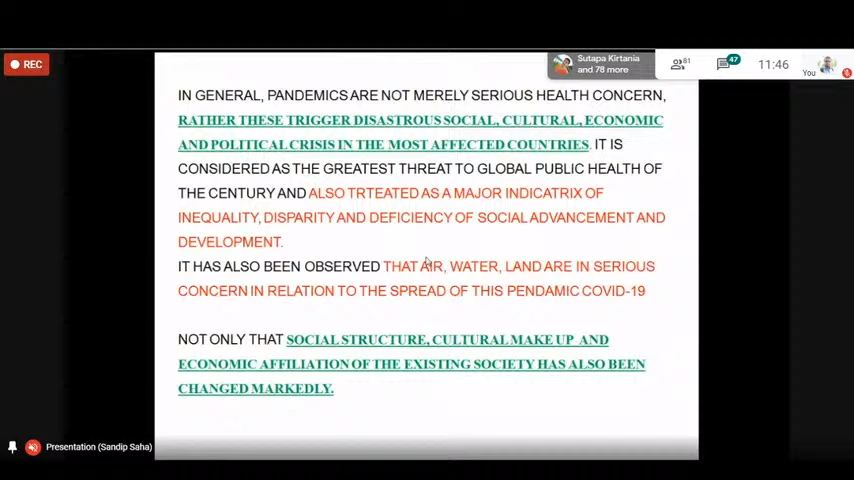 REC
Sutapa Kirtania
and 78 more
81
47
11:46
You
IN GENERAL, PANDEMICS ARE NOT MERELY SERIOUS HEALTH CONCERN,
RATHER THESE TRIGGER DISASTROUS SOCIAL, CULTURAL, ECONOMIC
AND POLITICAL CRISIS IN THE MOST AFFECTED COUNTRIES. IT IS
CONSIDERED AS THE GREATEST THREAT TO GLOBAL PUBLIC HEALTH OF
THE CENTURY AND ALSO TRTEATED AS A MAJOR INDICATRIX OF
INEQUALITY, DISPARITY AND DEFICIENCY OF SOCIAL ADVANCEMENT AND
DEVELOPMENT.
IT HAS ALSO BEEN OBSERVED THAT AIR, WATER, LAND ARE IN SERIOUS
CONCERN IN RELATION TO THE SPREAD OF THIS PENDAMIC COVID-19
NOT ONLY THAT SOCIAL STRUCTURE, CULTURAL MAKE UP AND
ECONOMIC AFFILIATION OF THE EXISTING SOCIETY HAS ALSO BEEN
CHANGED MARKEDLY.
Presentation (Sandip Saha)